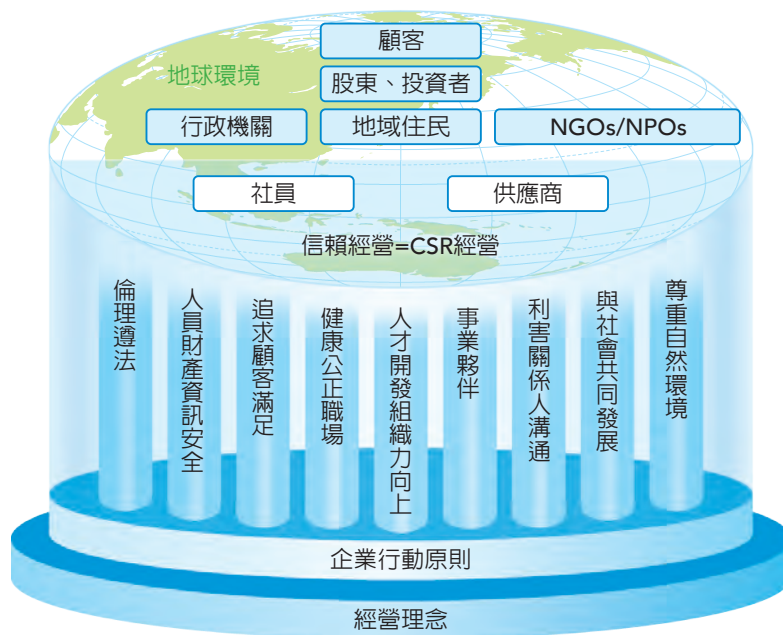 顧客
地球環境
股東、投資者
行政機關
地域住民
NGOs/NPOs
社員
供應商
信賴經營=CSR經營
倫理遵法
人員財產資訊安全
追求顧客滿足
健康公正職場
人才開發組織力向上
事業夥伴
利害關係人溝通
與社會共同發展
尊重自然環境
企業行動原則
經營理念